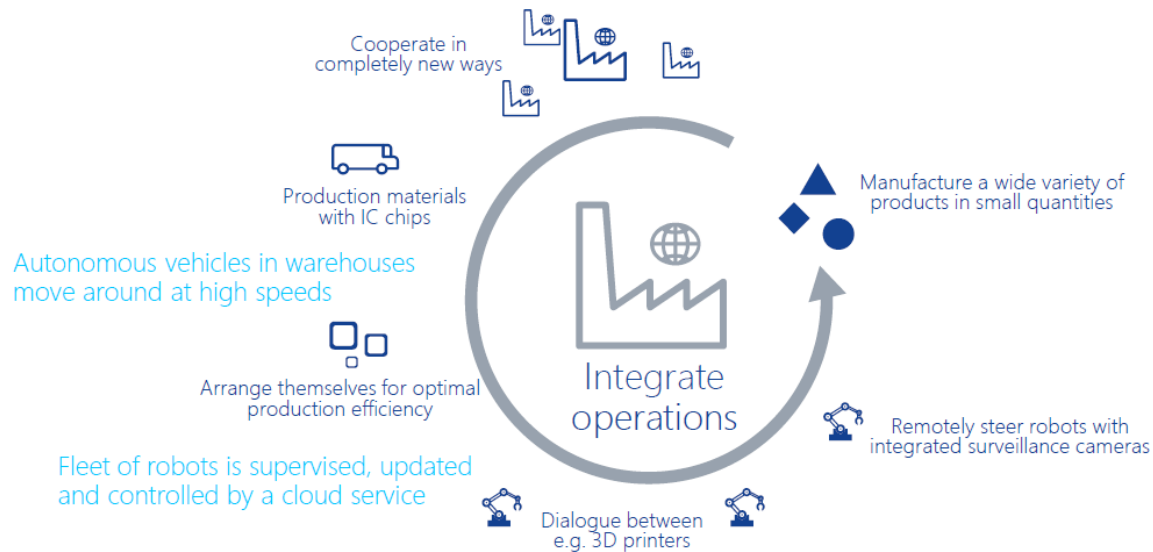 Cooperate in
completely new ways
Production materials
with IC chips
Manufacture a wide variety of
products in small quantities
Autonomous vehicles in warehouses
move around at high speeds
Arrange themselves for optimal
production efficiency
Integrate
operations
Remotely steer robots with
integrated surveillance cameras
Fleet of robots is supervised, updated
and controlled by a cloud service
Dialogue between
e.g. 3D printers